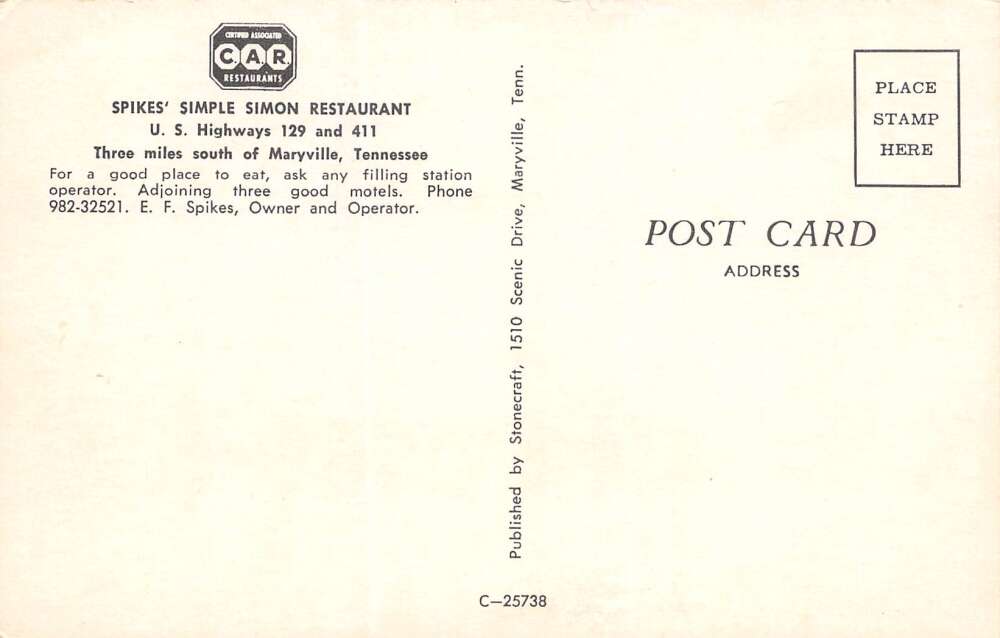 CERTIFIED ASSOCIATED
C.A.R.
RESTAURANTS
SPIKES' SIMPLE SIMON RESTAURANT
U. S. Highways 129 and 411
Three miles south of Maryville, Tennessee
For a good place to eat, ask any filling station
operator. Adjoining three good motels. Phone
982-32521. E. F. Spikes, Owner and Operator.
Published by Stonecraft, 1510 Scenic Drive, Maryville, Tenn.
PLACE
STAMP
HERE
POST CARD
ADDRESS
C—25738